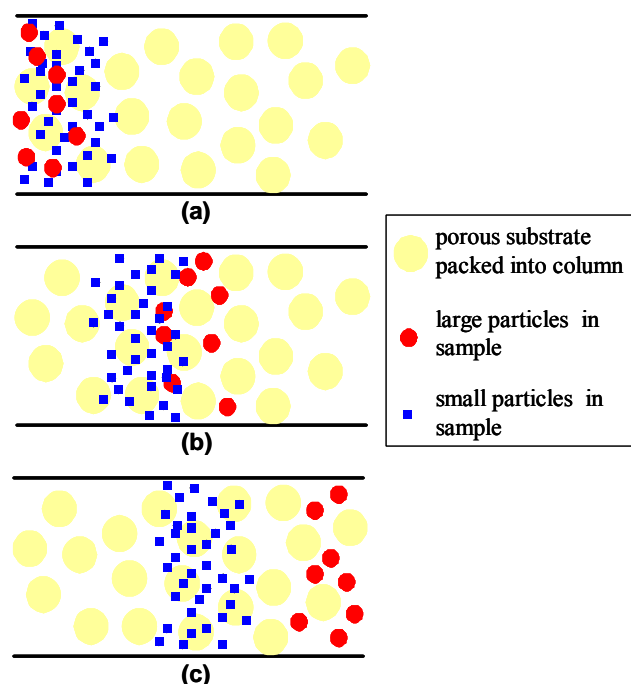 (a)
(b)
(c)
porous substrate
packed into column
large particles in
sample
small particles in
sample